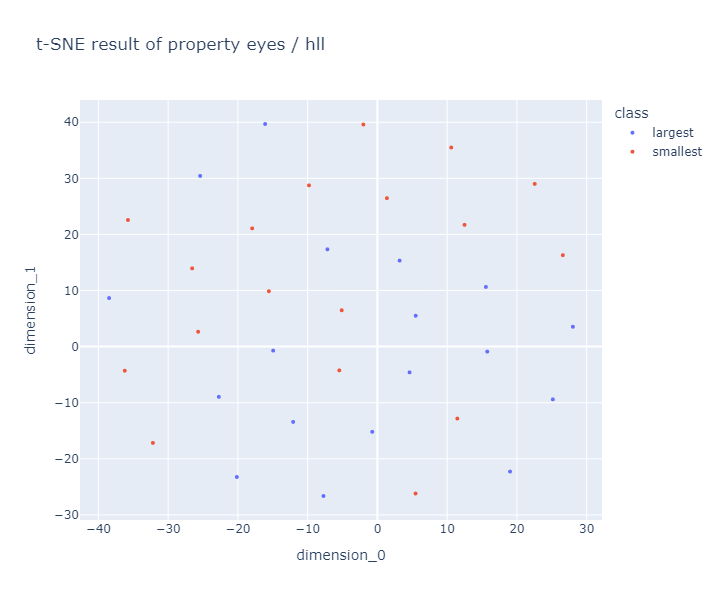 t-SNE result of property eyes / hll
class
largest
smallest
40
30
20
10
0
−10
−20
−30
dimension_1
−40
−30
−20
−10
0
10
20
30
dimension_0